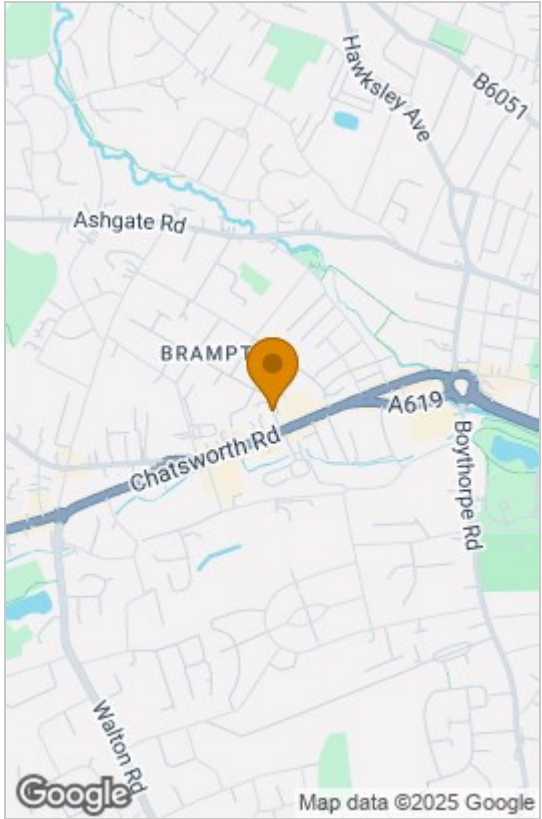 Hawksley Ave
B6051
Ashgate Rd
BRAMPT
A619
Chatsworth Rd
Boythorpe Rd
Walton Rd
Google
Map data ©2025 Google